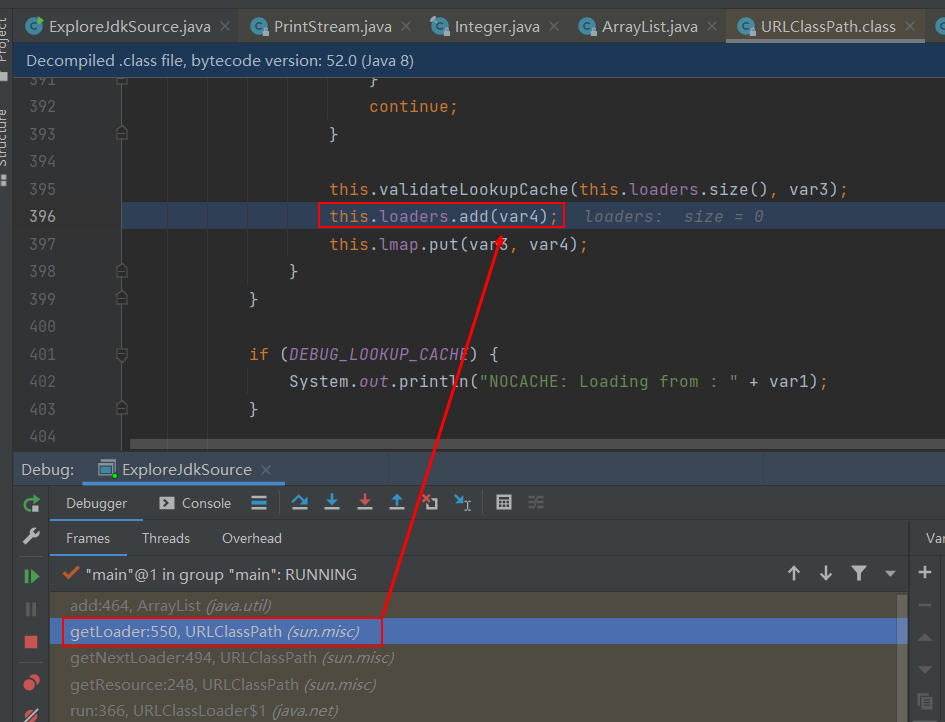 Project
Structure
ExploreJdkSource.java
PrintStream.java
Integer.java
ArrayList.java
URLClassPath.class
Decompiled .class file, bytecode version: 52.0 (Java 8)
391 }
392 continue;
393 }
394
395 this.validateLookupCache(this.loaders.size(), var3);
396 this.loaders.add(var4); loaders: size = 0
397 this.lmap.put(var3, var4);
398 }
399 }
400
401 if (DEBUG_LOOKUP_CACHE) {
402 System.out.println("NOCACHE: Loading from : " + var1);
403 }
404
Debug: ExploreJdkSource
Debugger Console
Frames Threads Overhead
Var
"main"@1 in group "main": RUNNING
add:464, ArrayList (java.util)
getLoader:550, URLClassPath (sun.misc)
getNextLoader:494, URLClassPath (sun.misc)
getResource:248, URLClassPath (sun.misc)
run:366, URLClassLoader$1 (java.net)